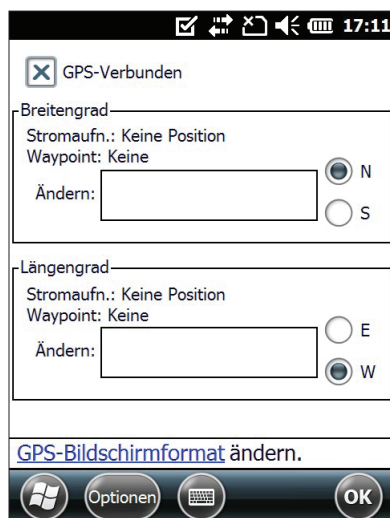 17:11
GPS-Verbunden
Breitengrad
Stromaufn.: Keine Position
Waypoint: Keine
Ändern:
N
S
Längengrad
Stromaufn.: Keine Position
Waypoint: Keine
Ändern:
E
W
GPS-Bildschirmformat ändern.
Optionen
OK